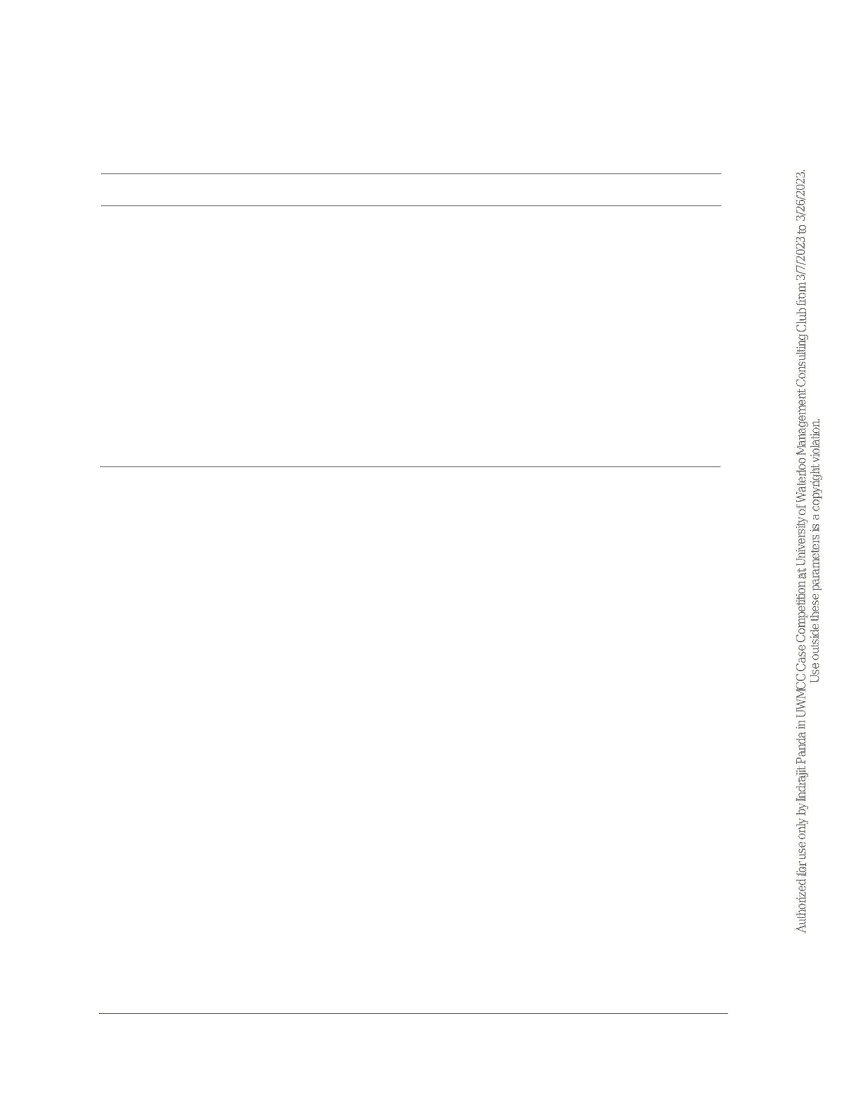 Authorized for use only by Indrajit Panda in UWMCC Case Competition at University of Waterloo Management Consulting Club from 3/7/2023 to 3/26/2023.
Use outside these parameters is a copyright violation.